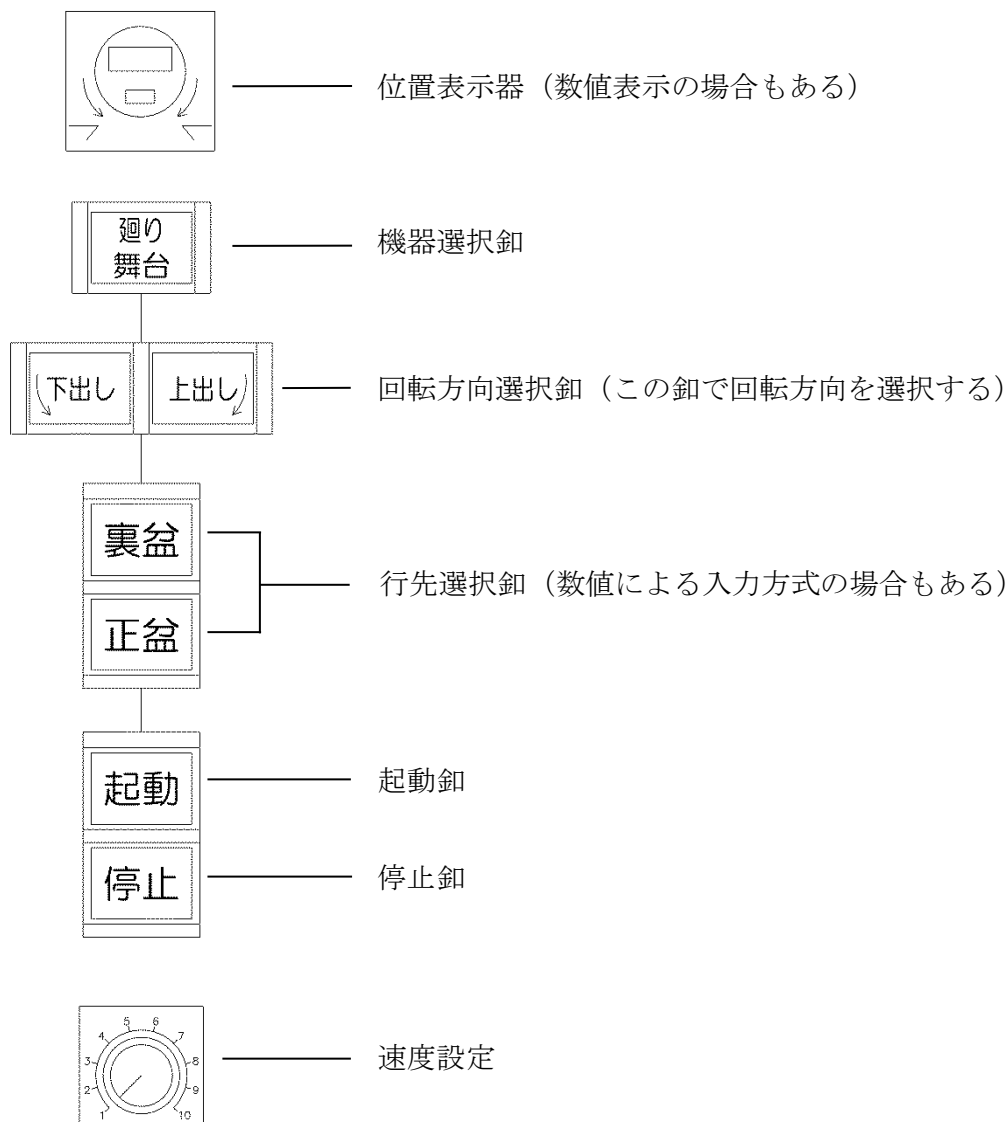 位置表示器（数値表示の場合もある）
廻り
舞台
機器選択釦
下出し
上出し
回転方向選択釦（この釦で回転方向を選択する）
裏盆
正盆
行先選択釦（数値による入力方式の場合もある）
起動
起動釦
停止
停止釦
1
2
3
4
5
6
7
8
9
10
速度設定